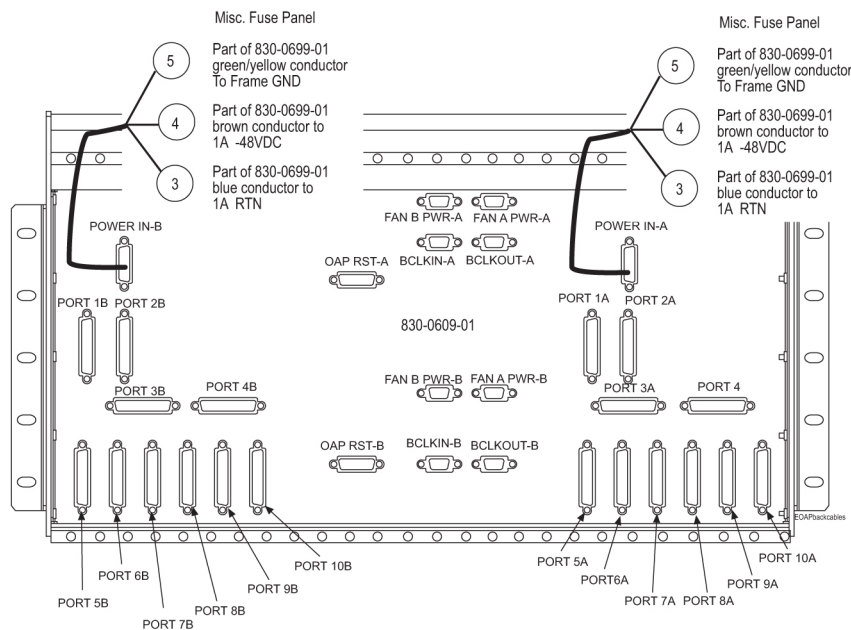 Misc. Fuse Panel
5
Part of 830-0699-01
green/yellow conductor
To Frame GND
4
Part of 830-0699-01
brown conductor to
1A -48VDC
3
Part of 830-0699-01
blue conductor to
1A RTN
Misc. Fuse Panel
5
Part of 830-0699-01
green/yellow conductor
To Frame GND
4
Part of 830-0699-01
brown conductor to
1A -48VDC
3
Part of 830-0699-01
blue conductor to
1A RTN
POWER IN-B
FAN B PWR-A FAN A PWR-A
POWER IN-A
OAP RST-A
BCLKIN-A BCLKOUT-A
PORT 1B PORT 2B
PORT 1A PORT 2A
830-0609-01
PORT 3B PORT 4B
FAN B PWR-B FAN A PWR-B
PORT 3A PORT 4
OAP RST-B
BCLKIN-B BCLKOUT-B
EOAPbackcables
PORT 5B
PORT 6B
PORT 7B
PORT 8B
PORT 9B
PORT 10B
PORT 5A
PORT6A
PORT 7A
PORT 8A
PORT 9A
PORT 10A